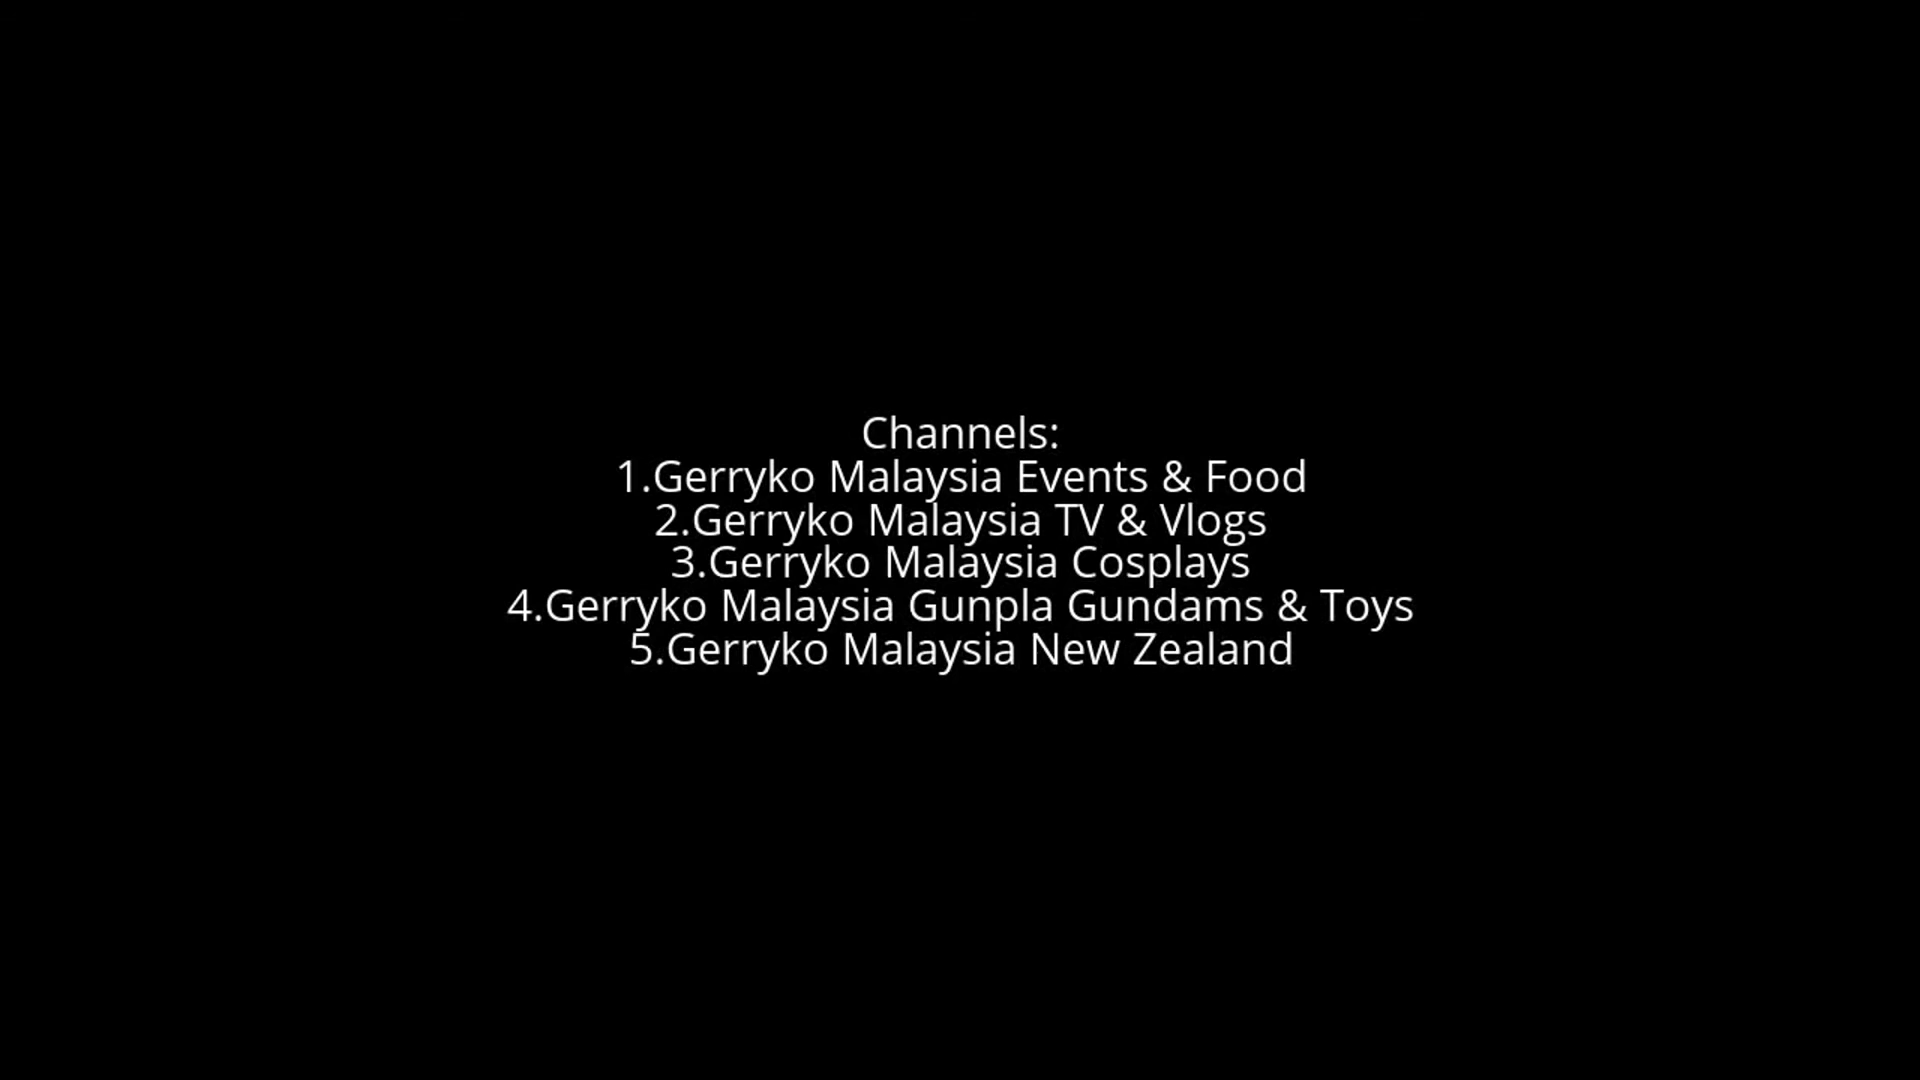 Channels:
1.Gerryko Malaysia Events & Food
2.Gerryko Malaysia TV & Vlogs
3.Gerryko Malaysia Cosplays
4.Gerryko Malaysia Gunpla Gundams & Toys
5.Gerryko Malaysia New Zealand